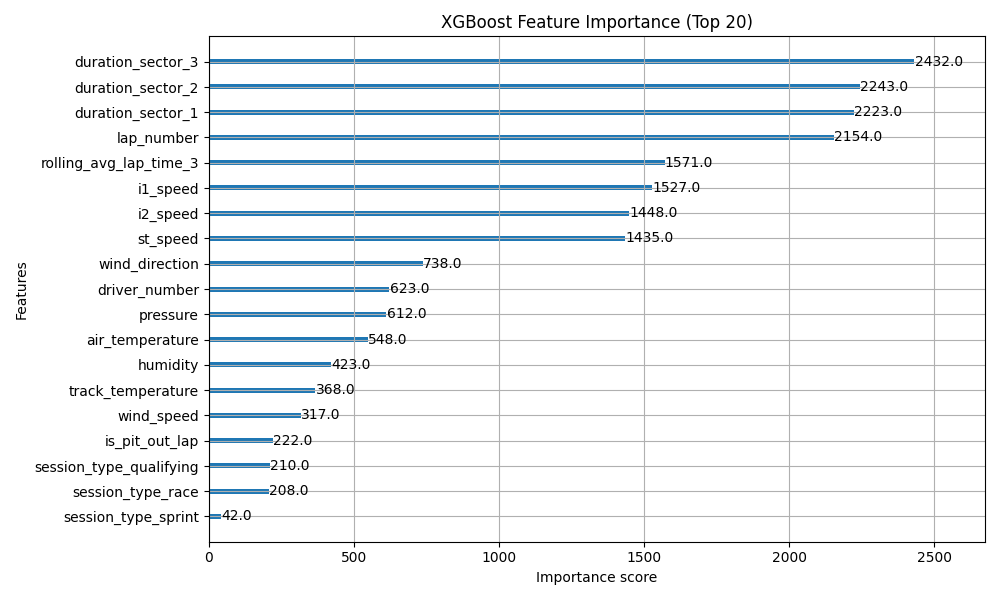 XGBoost Feature Importance (Top 20)
Features
duration_sector_3 2432.0
duration_sector_2 2243.0
duration_sector_1 2223.0
lap_number 2154.0
rolling_avg_lap_time_3 1571.0
i1_speed 1527.0
i2_speed 1448.0
st_speed 1435.0
wind_direction 738.0
driver_number 623.0
pressure 612.0
air_temperature 548.0
humidity 423.0
track_temperature 368.0
wind_speed 317.0
is_pit_out_lap 222.0
session_type_qualifying 210.0
session_type_race 208.0
session_type_sprint 42.0
0 500 1000 1500 2000 2500
Importance score